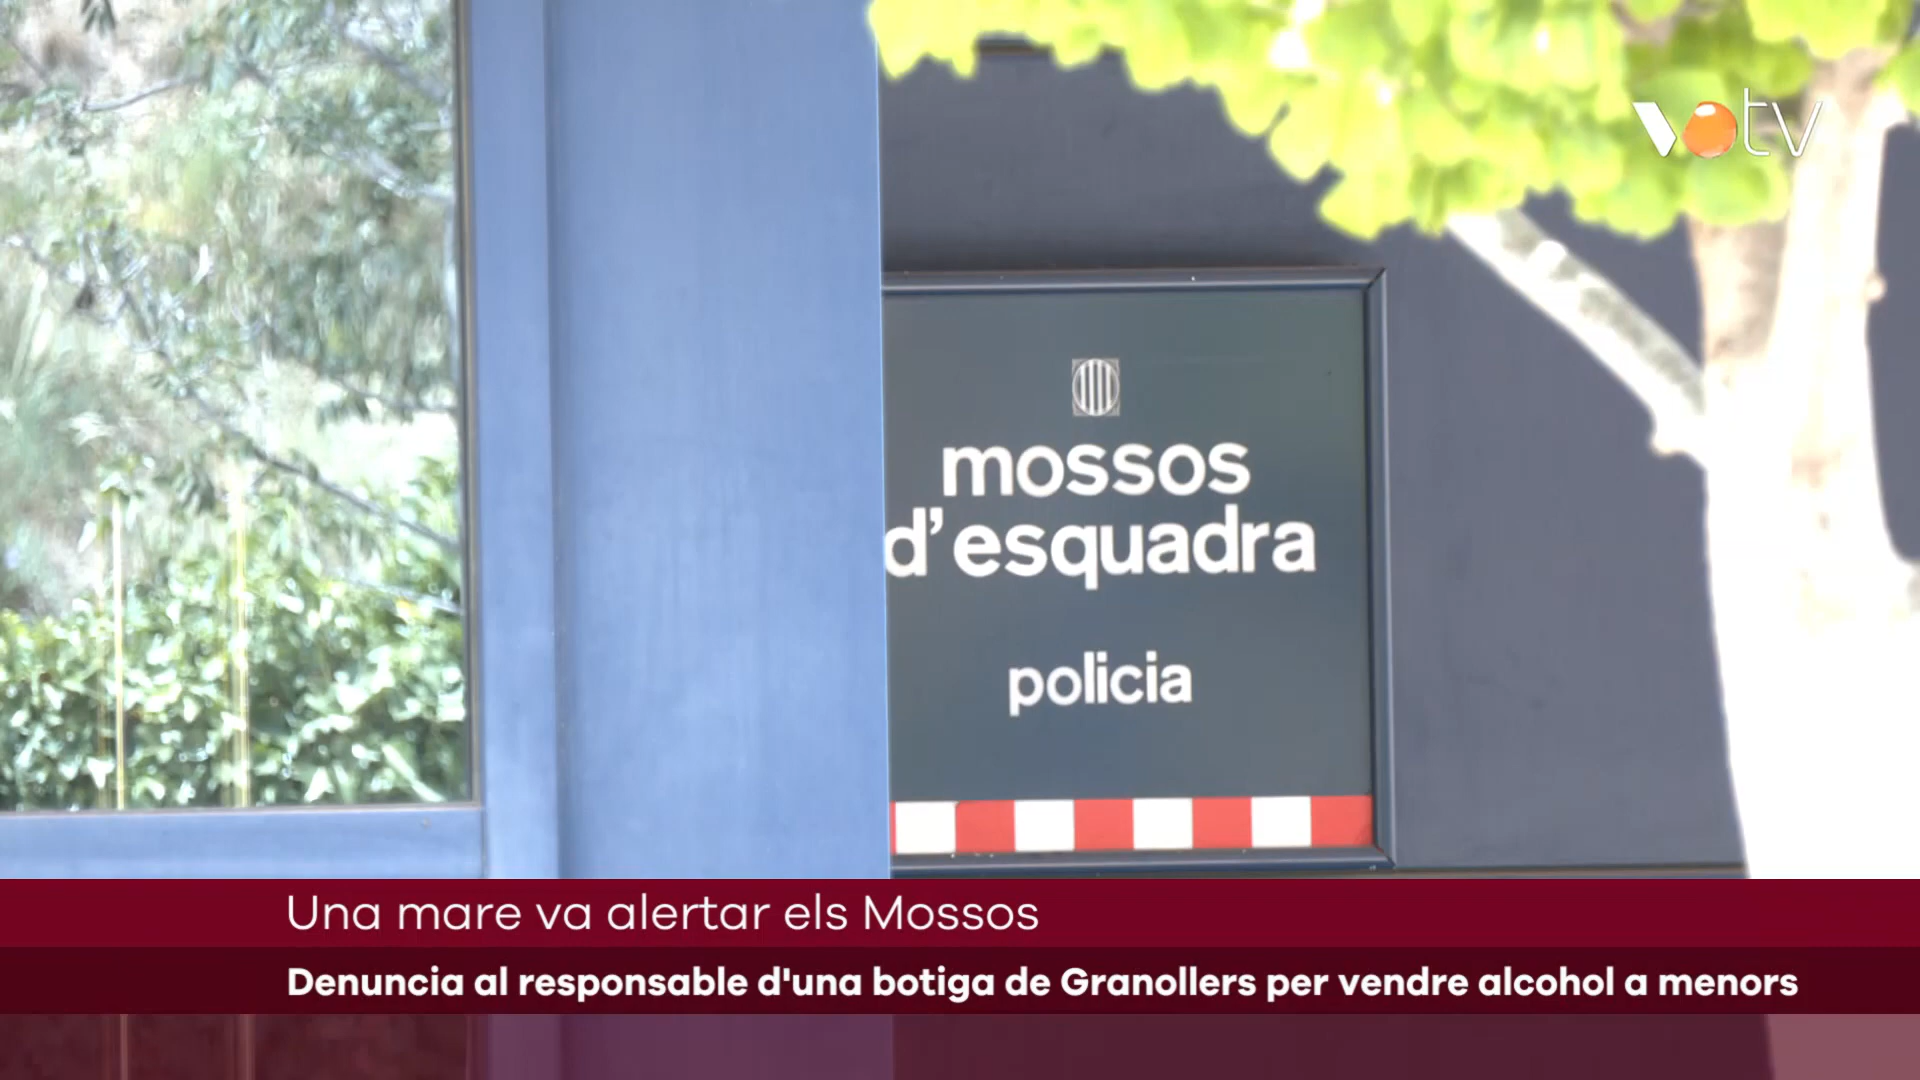 votv
mossos
d'esquadra
policia
Una mare va alertar els Mossos
Denuncia al responsable d'una botiga de Granollers per vendre alcohol a menors